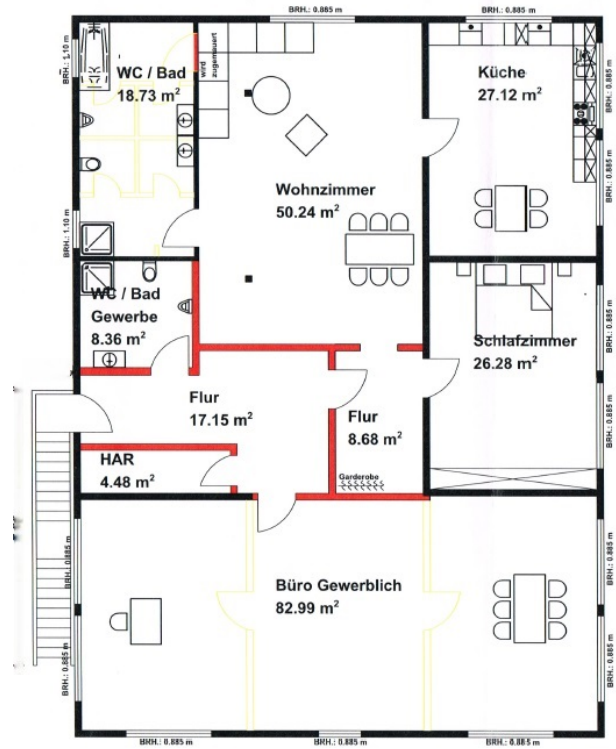 BRH.: 0.885 m
BRH.: 0.885 m
BRH.: 1.10 m
WC / Bad
18.73 m²
wird
zugemauert
Küche
27.12 m²
BRH.: 0.885 m
Wohnzimmer
50.24 m²
BRH.: 1.10 m
BRH.: 0.885 m
WC / Bad
Gewerbe
8.36 m²
Schlafzimmer
26.28 m²
BRH.: 0.885 m
BRH.: 0.885 m
Flur
17.15 m²
Flur
8.68 m²
HAR
4.48 m²
Garderobe
BRH.: 0.885 m
BRH.: 0.885 m
Büro Gewerblich
82.99 m²
BRH.: 0.885 m
BRH.: 0.885 m
BRH.: 0.885 m
BRH.: 0.885 m
BRH.: 0.885 m